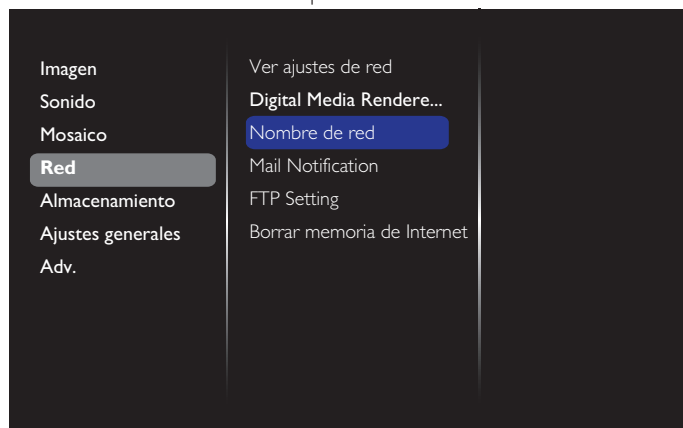 Imagen
Sonido
Mosaico
Red
Almacenamiento
Ajustes generales
Adv.
Ver ajustes de red
Digital Media Rendere...
Nombre de red
Mail Notification
FTP Setting
Borrar memoria de Internet